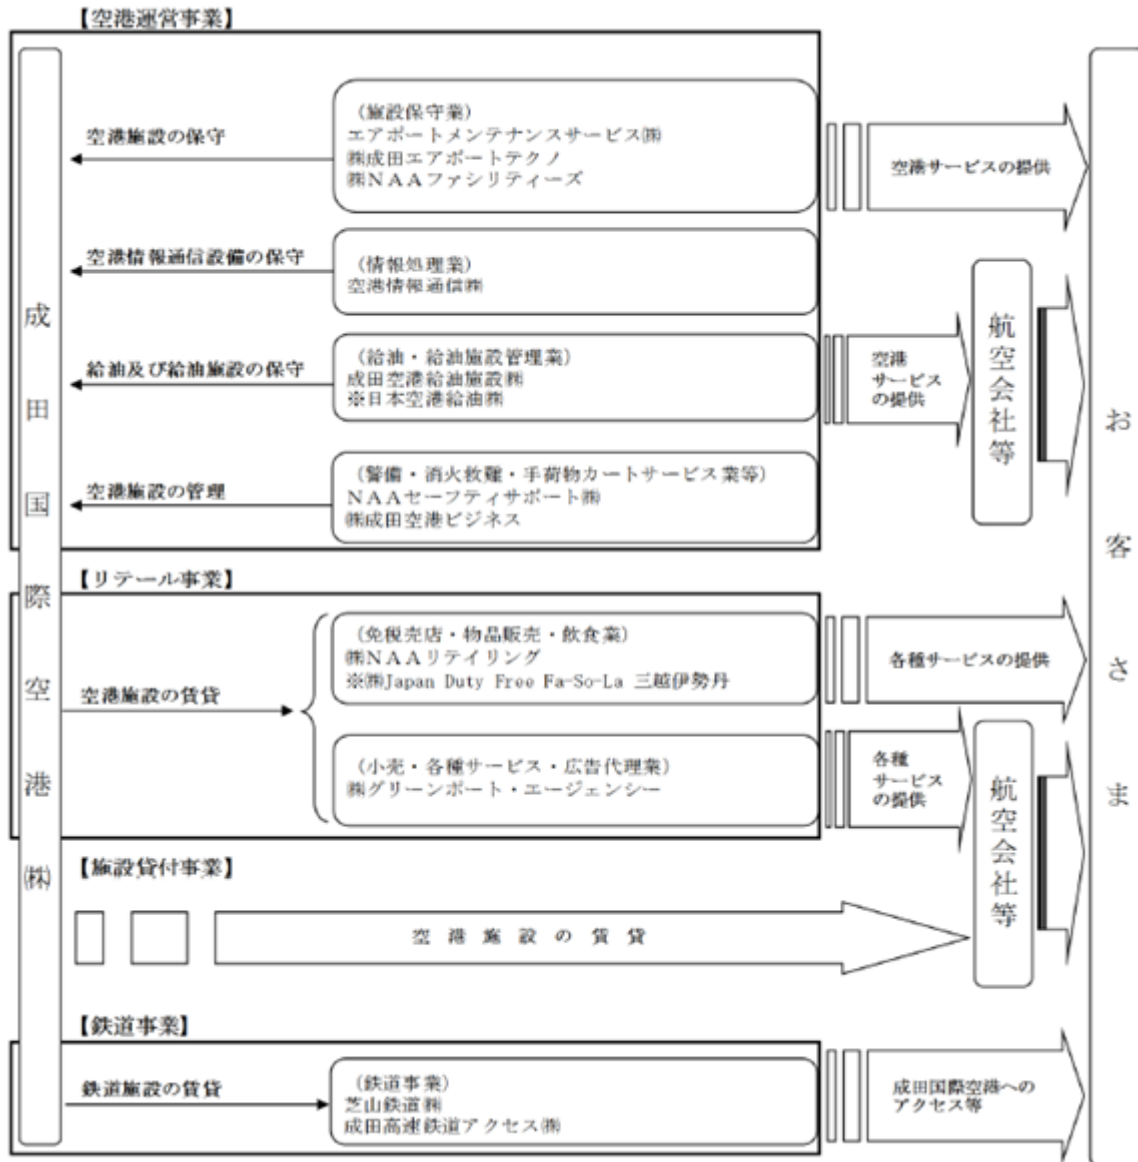 【空港運営事業】
成田国際空港㈱
空港施設の保守
(施設保守業)
エアポートメンテナンスサービス㈱
㈱成田エアポートテクノ
㈱NAAファシリティーズ
空港サービスの提供
空港情報通信設備の保守
(情報処理業)
空港情報通信㈱
給油及び給油施設の保守
(給油・給油施設管理業)
成田空港給油施設㈱
※日本空港給油㈱
空港
サービス
の提供
航空会社等
お客さま
空港施設の管理
(警備・消火救難・手荷物カートサービス業等)
NAAセーフティサポート㈱
㈱成田空港ビジネス
【リテール事業】
空港施設の賃貸
(免税売店・物品販売・飲食業)
㈱NAAリテイリング
※㈱Japan Duty Free Fa-So-La 三越伊勢丹
各種サービスの提供
(小売・各種サービス・広告代理業)
㈱グリーンポート・エージェンシー
各種
サービス
の提供
航空会社等
【施設貸付事業】
空港施設の賃貸
【鉄道事業】
鉄道施設の賃貸
(鉄道事業)
芝山鉄道㈱
成田高速鉄道アクセス㈱
成田国際空港への
アクセス等